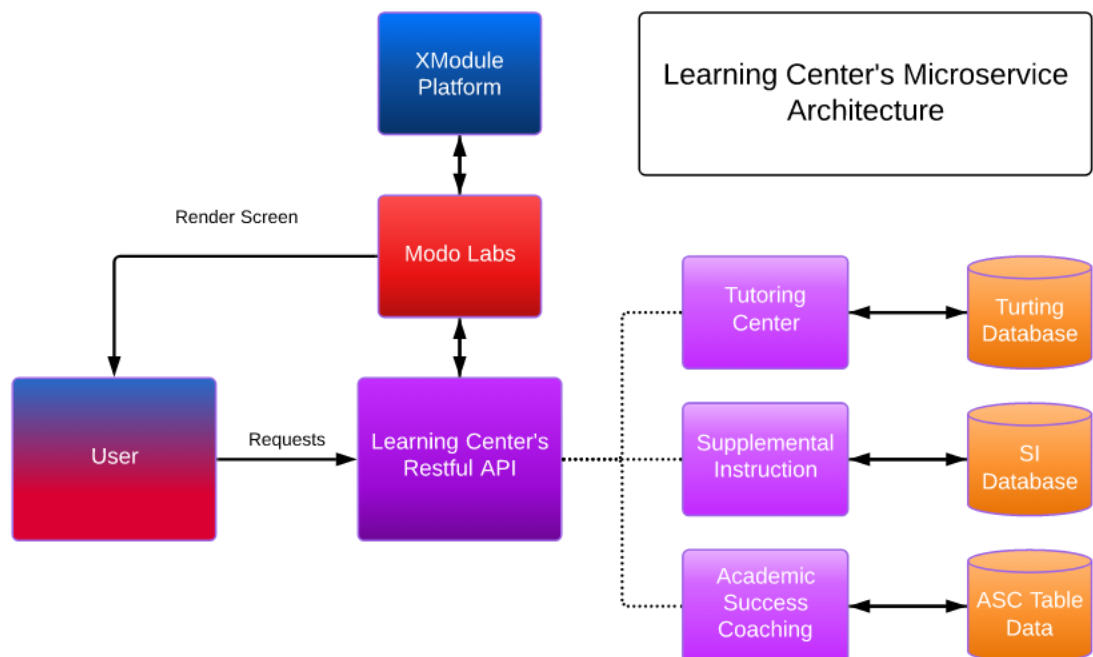 XModule
Platform
Learning Center's Microservice
Architecture
Render Screen
Modo Labs
Tutoring
Center
Turting
Database
User
Requests
Learning Center's
Restful API
Supplemental
Instruction
SI
Database
Academic
Success
Coaching
ASC Table
Data